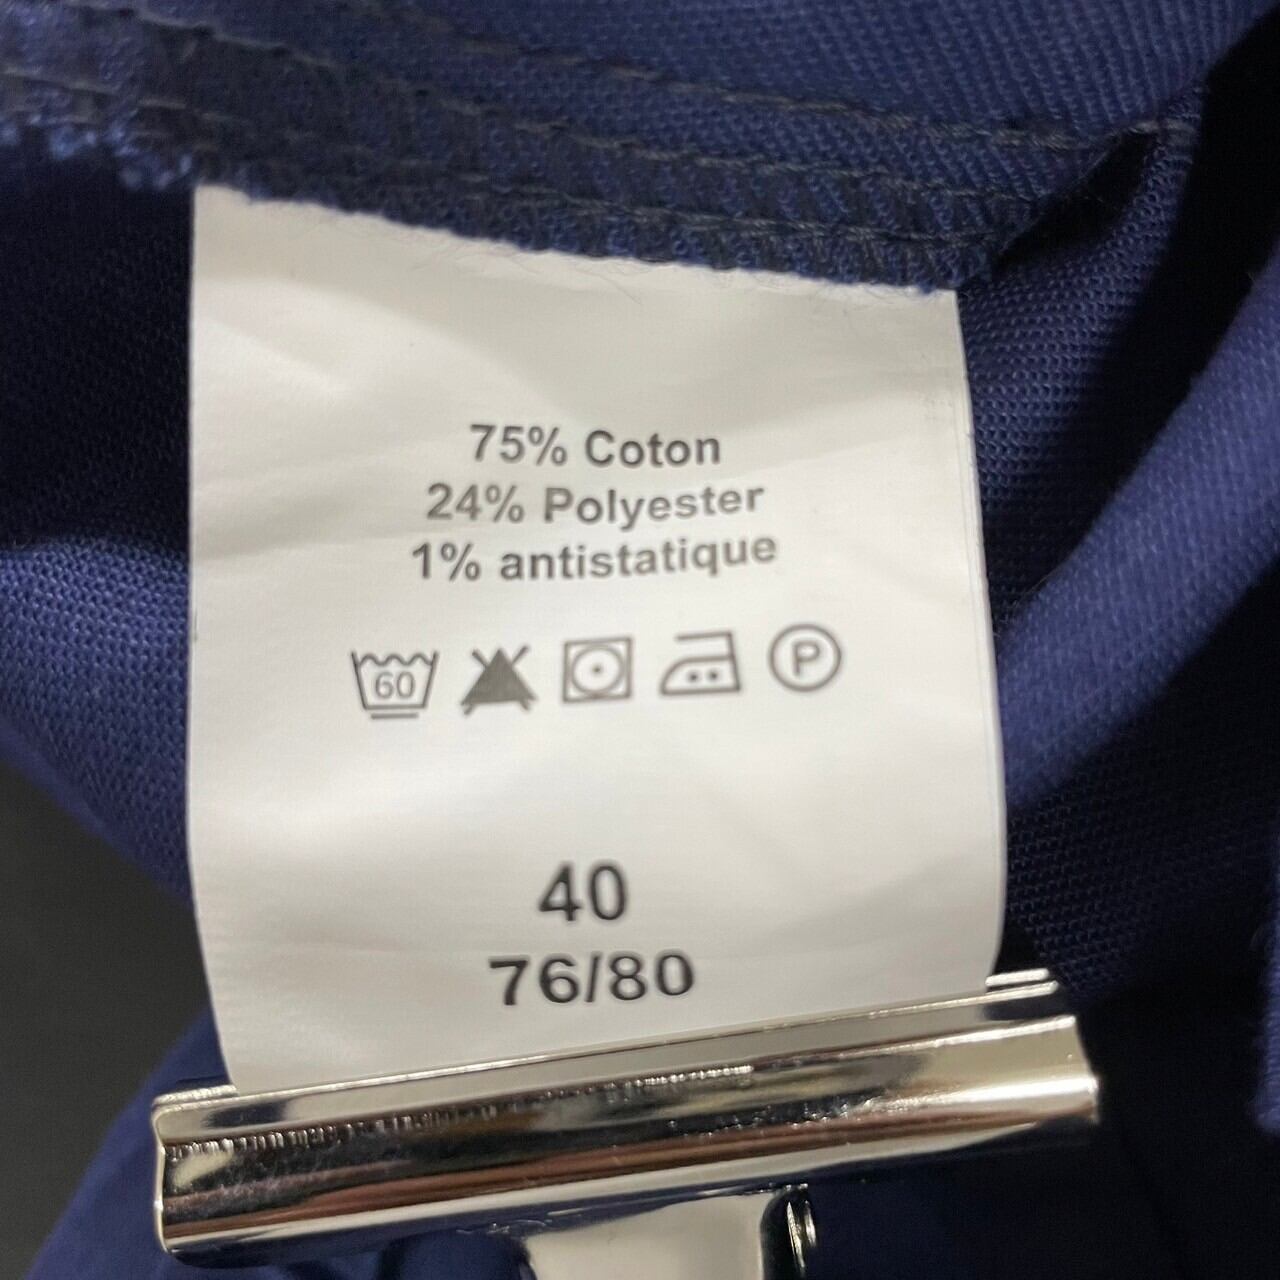 75% Coton
24% Polyester
1% antistatique
60 P
40
76/80